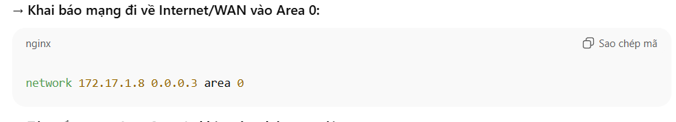 → Khai báo mạng đi về Internet/WAN vào Area 0:
nginx Sao chép mã
network 172.17.1.8 0.0.0.3 area 0